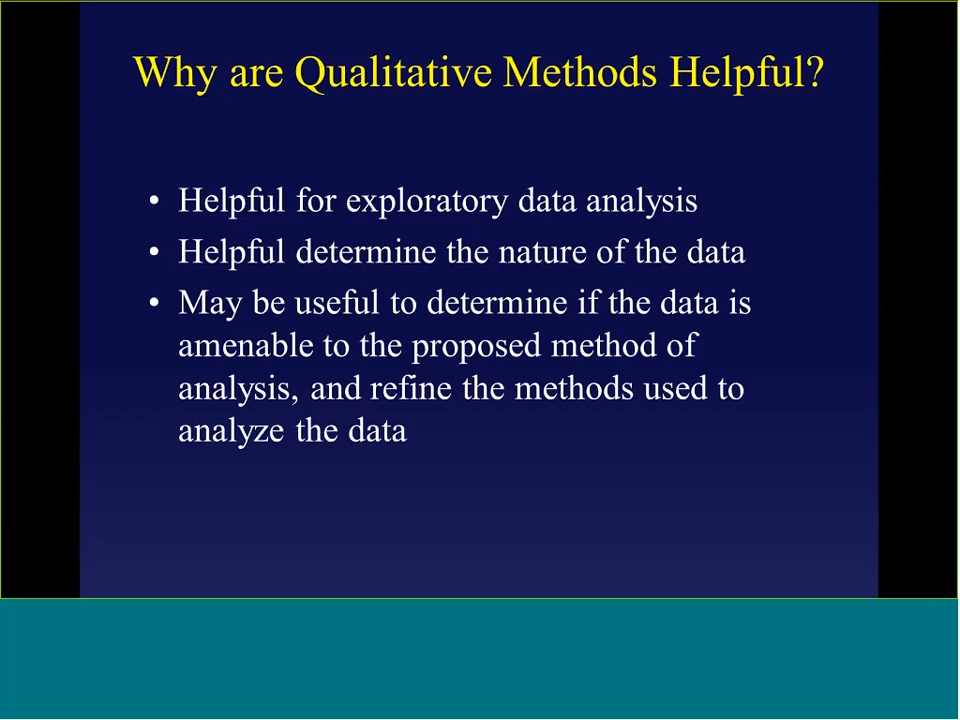 Why are Qualitative Methods Helpful?
• Helpful for exploratory data analysis
• Helpful determine the nature of the data
• May be useful to determine if the data is
amenable to the proposed method of
analysis, and refine the methods used to
analyze the data